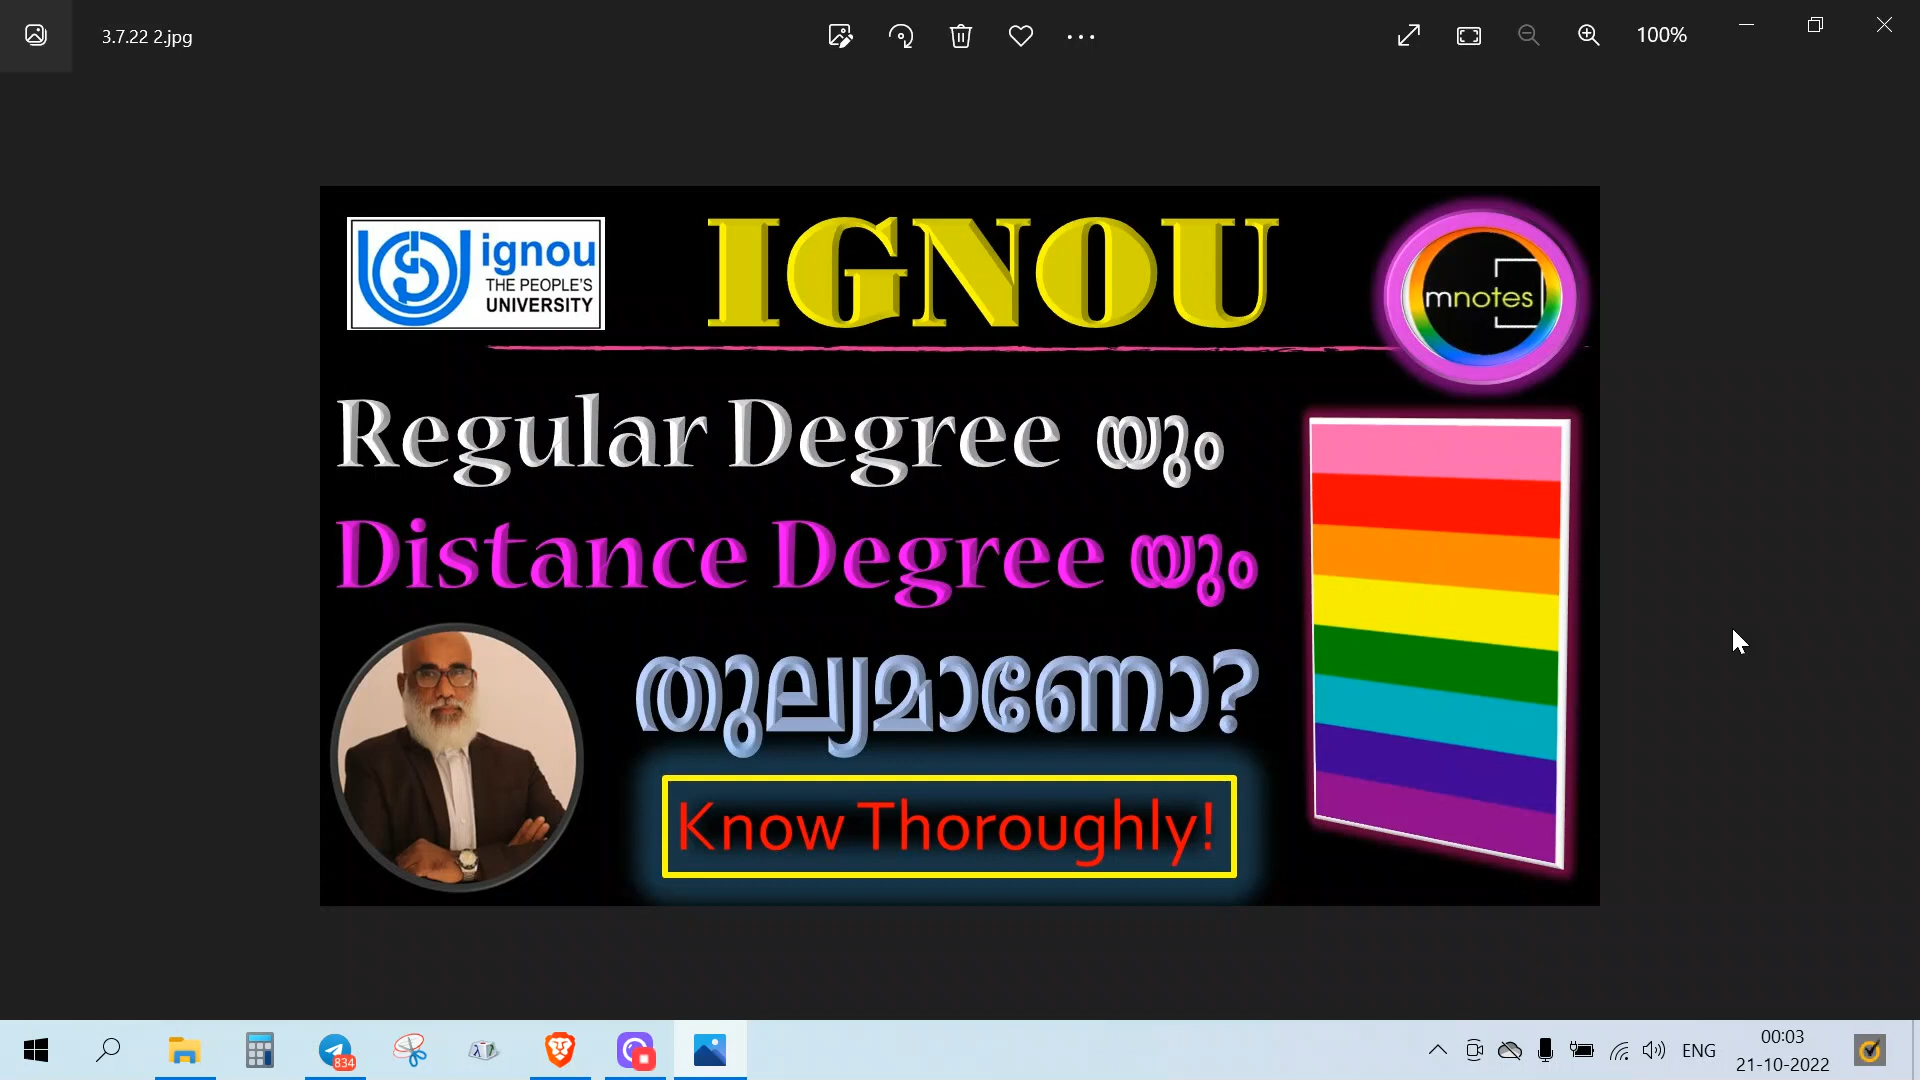 3.7.22 2.jpg
100%
ignou
THE PEOPLE'S
UNIVERSITY
IGNOU
mnotes
Regular Degree യും
Distance Degree യും
തുല്യമാണോ?
Know Thoroughly!
834
ENG
00:03
21-10-2022